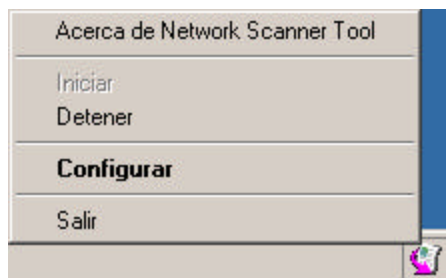 Acerca de Network Scanner Tool
Iniciar
Detener
Configurar
Salir